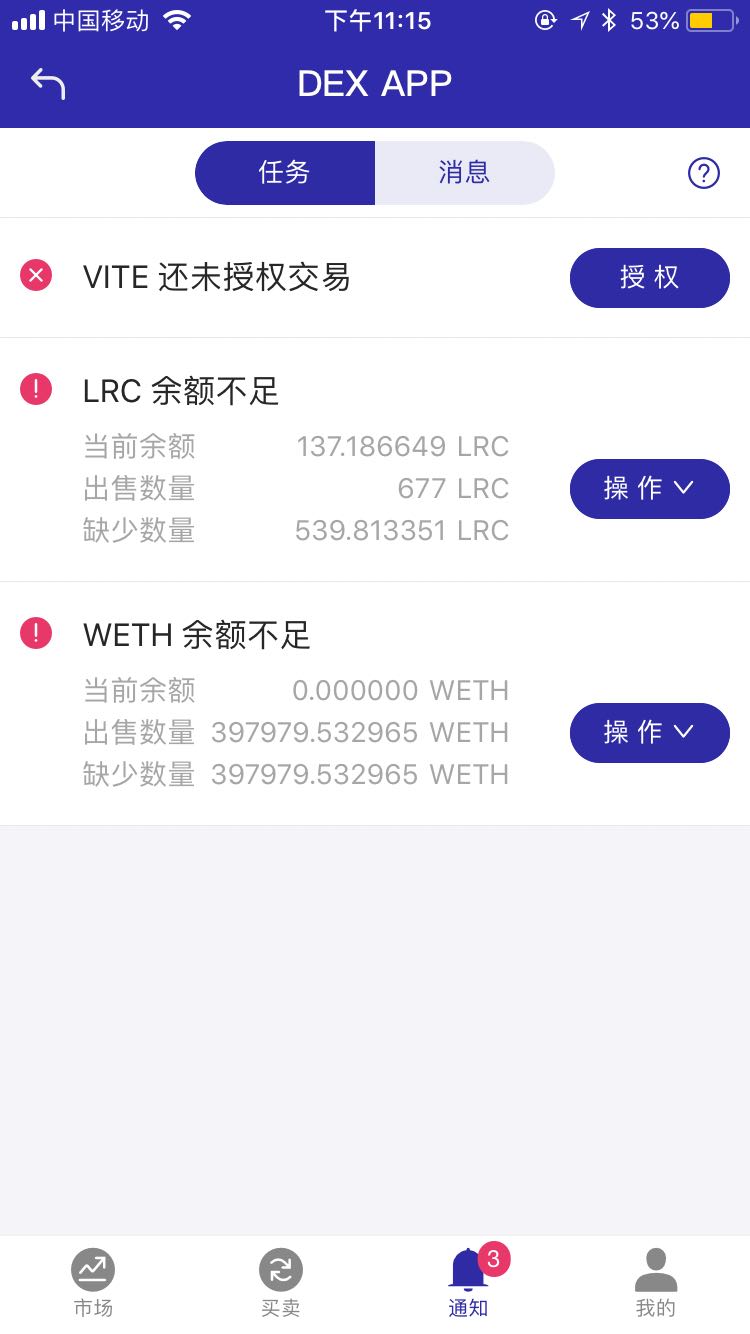 中国移动 下午11:15 53%
DEX APP
任务 消息 ?
VITE 还未授权交易 授 权
LRC 余额不足
当前余额 137.186649 LRC
出售数量 677 LRC
操 作
缺少数量 539.813351 LRC
WETH 余额不足
当前余额 0.000000 WETH
出售数量 397979.532965 WETH
操 作
缺少数量 397979.532965 WETH
3
市场 买卖 通知 我的